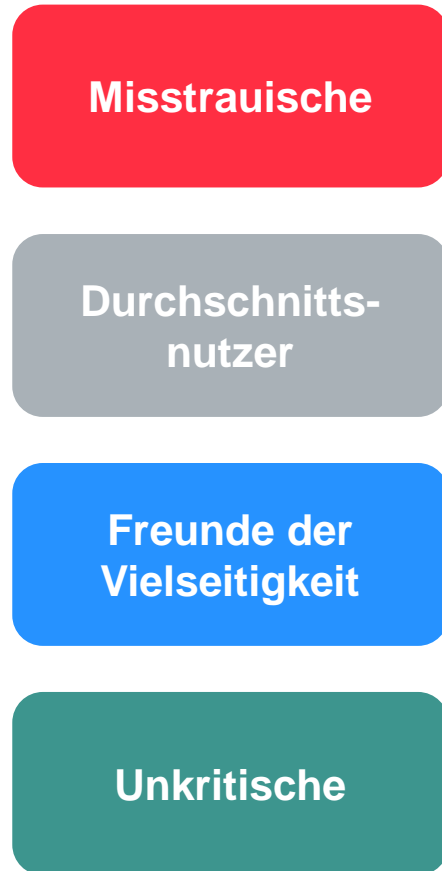 Misstrauische
Durchschnitts-
nutzer
Freunde der
Vielseitigkeit
Unkritische